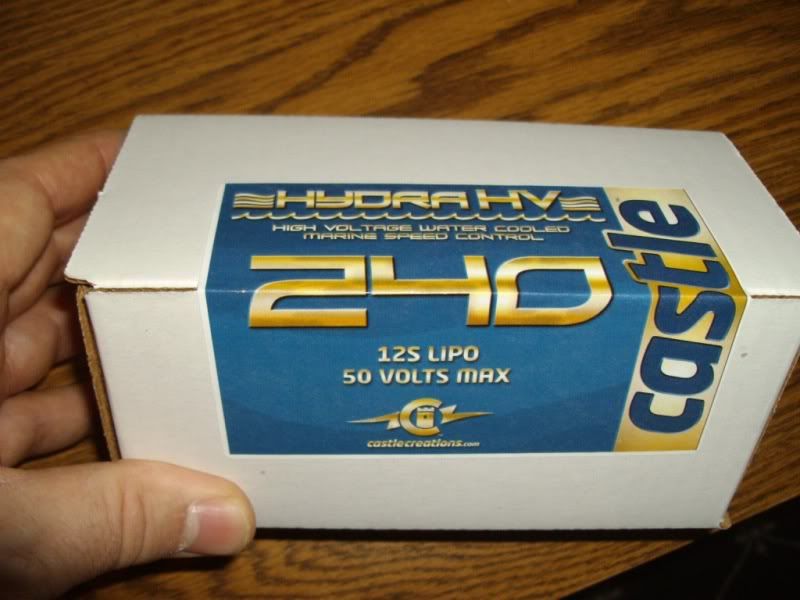 HYDRA HV
HIGH VOLTAGE WATER COOLED
MARINE SPEED CONTROL
240
12S LIPO
50 VOLTS MAX
castlecreations.com
castle